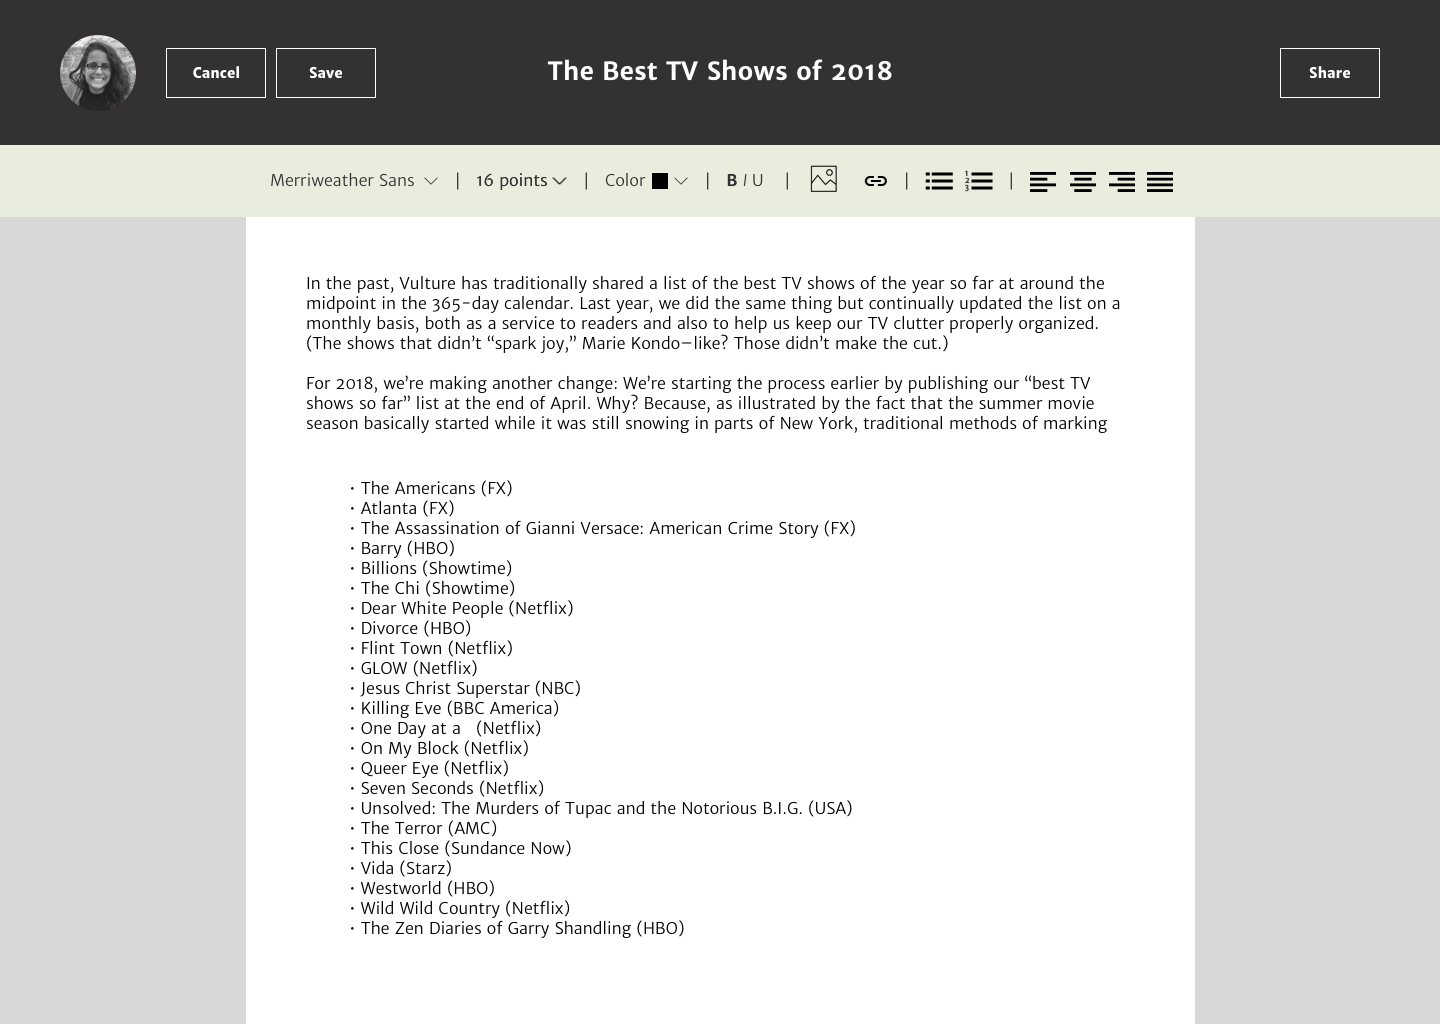 Cancel
Save
The Best TV Shows of 2018
Share
Merriweather Sans | 16 points | Color | B I U | | |
In the past, Vulture has traditionally shared a list of the best TV shows of the year so far at around the
midpoint in the 365-day calendar. Last year, we did the same thing but continually updated the list on a
monthly basis, both as a service to readers and also to help us keep our TV clutter properly organized.
(The shows that didn’t “spark joy,” Marie Kondo–like? Those didn’t make the cut.)
For 2018, we’re making another change: We’re starting the process earlier by publishing our “best TV
shows so far” list at the end of April. Why? Because, as illustrated by the fact that the summer movie
season basically started while it was still snowing in parts of New York, traditional methods of marking
· The Americans (FX)
· Atlanta (FX)
· The Assassination of Gianni Versace: American Crime Story (FX)
· Barry (HBO)
· Billions (Showtime)
· The Chi (Showtime)
· Dear White People (Netflix)
· Divorce (HBO)
· Flint Town (Netflix)
· GLOW (Netflix)
· Jesus Christ Superstar (NBC)
· Killing Eve (BBC America)
· One Day at a (Netflix)
· On My Block (Netflix)
· Queer Eye (Netflix)
· Seven Seconds (Netflix)
· Unsolved: The Murders of Tupac and the Notorious B.I.G. (USA)
· The Terror (AMC)
· This Close (Sundance Now)
· Vida (Starz)
· Westworld (HBO)
· Wild Wild Country (Netflix)
· The Zen Diaries of Garry Shandling (HBO)